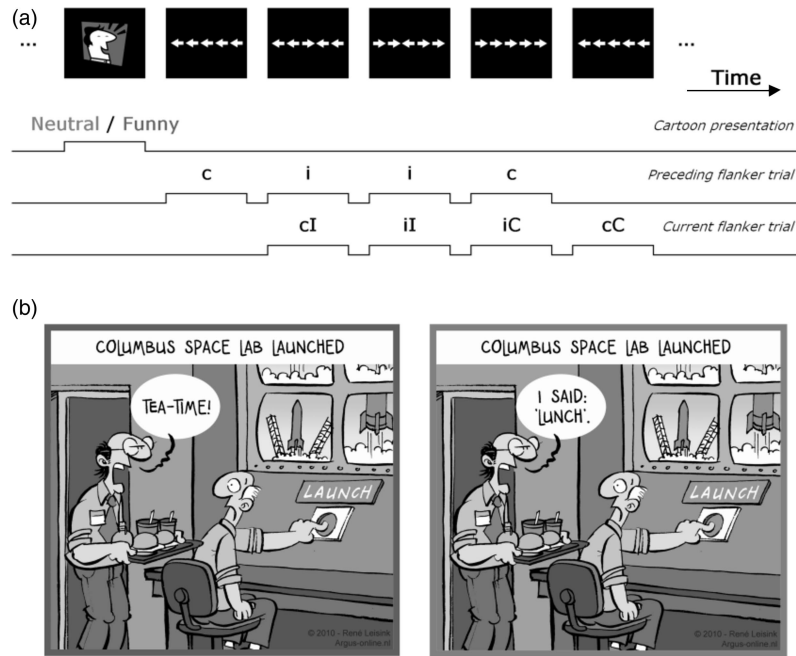 (a)
... ...
Time
Neutral / Funny
Cartoon presentation
c i i c
Preceding flanker trial
cI iI iC cC
Current flanker trial
(b)
COLUMBUS SPACE LAB LAUNCHED
TEA-TIME!
LAUNCH
© 2010 - René Leisink
Argus-online.nl
COLUMBUS SPACE LAB LAUNCHED
I SAID:
'LUNCH'.
LAUNCH
© 2010 - René Leisink
Argus-online.nl